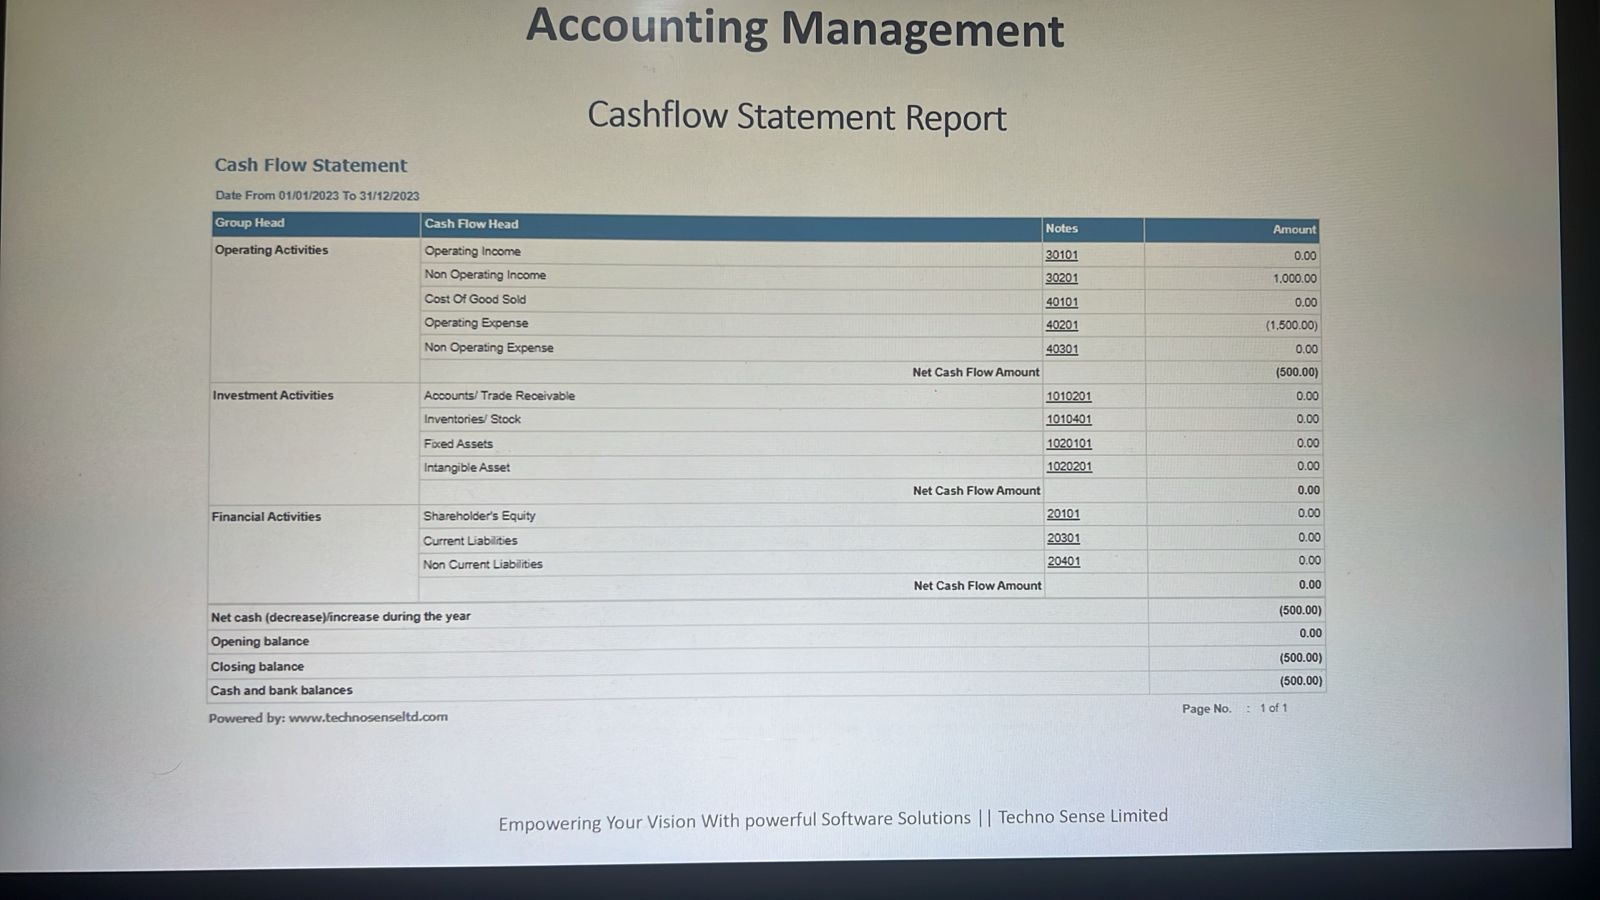 Accounting Management
Cashflow Statement Report
Cash Flow Statement
Date From 01/01/2023 To 31/12/2023
Group Head Cash Flow Head Notes Amount
Operating Activities Operating Income 30101 0.00
Non Operating Income 30201 1,000.00
Cost Of Good Sold 40101 0.00
Operating Expense 40201 (1,500.00)
Non Operating Expense 40301 0.00
Net Cash Flow Amount (500.00)
Investment Activities Accounts/ Trade Receivable 1010201 0.00
Inventories/ Stock 1010401 0.00
Fixed Assets 1020101 0.00
Intangible Asset 1020201 0.00
Net Cash Flow Amount 0.00
Financial Activities Shareholder's Equity 20101 0.00
Current Liabilities 20301 0.00
Non Current Liabilities 20401 0.00
Net Cash Flow Amount 0.00
Net cash (decrease)/increase during the year (500.00)
Opening balance 0.00
Closing balance (500.00)
Cash and bank balances (500.00)
Powered by: www.technosenseltd.com Page No. : 1 of 1
Empowering Your Vision With powerful Software Solutions || Techno Sense Limited